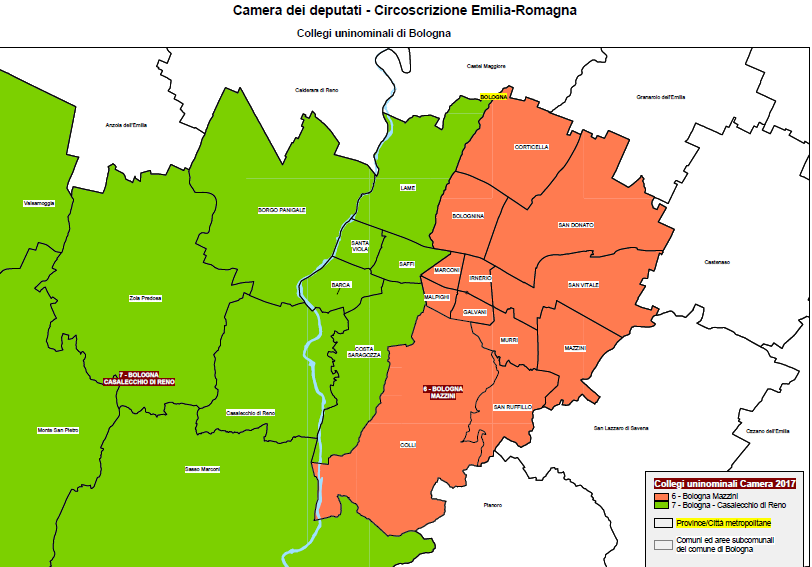 Camera dei deputati - Circoscrizione Emilia-Romagna
Collegi uninominali di Bologna
Castel Maggiore
Calderara di Reno
BOLOGNA
Granarolo dell'Emilia
Anzola dell'Emilia
CORTICELLA
LAME
Valsamoggia
BORGO PANIGALE
BOLOGNINA
SAN DONATO
SANTA
VIOLA
SAFFI
Castenaso
MARCONI
IRNERIO
BARCA
SAN VITALE
Zola Predosa
MALPIGHI
GALVANI
MURRI
COSTA
SARAGOZZA
MAZZINI
7 - BOLOGNA
CASALECCHIO DI RENO
6 - BOLOGNA
MAZZINI
SAN RUFFILLO
Casalecchio di Reno
Monte San Pietro
San Lazzaro di Savena
Ozzano dell'Emilia
COLLI
Sasso Marconi
Pianoro
Collegi uninominali Camera 2017
6 - Bologna Mazzini
7 - Bologna - Casalecchio di Reno
Province/Città metropolitane
Comuni ed aree subcomunali
del comune di Bologna